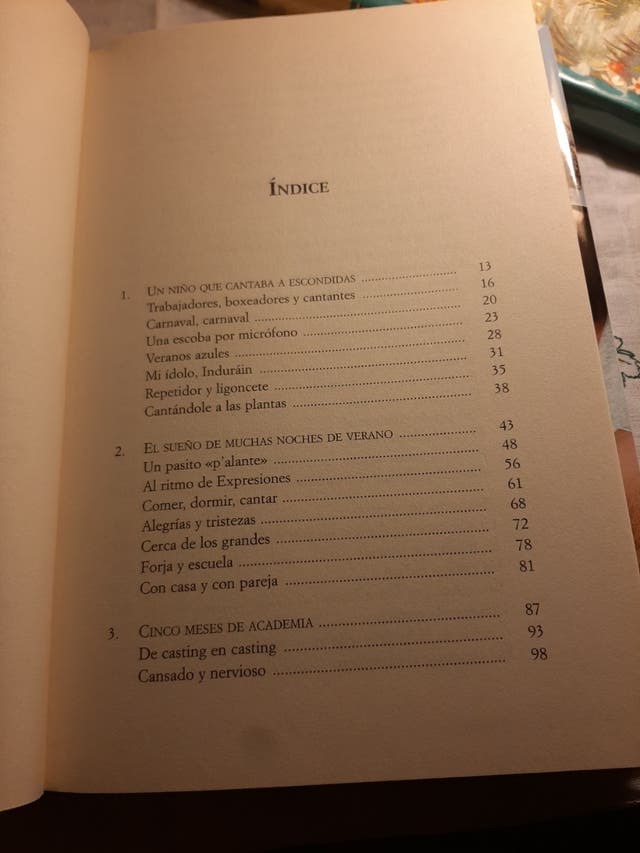 ÍNDICE
1. UN NIÑO QUE CANTABA A ESCONDIDAS ........................ 13
Trabajadores, boxeadores y cantantes ........................ 16
Carnaval, carnaval ........................ 20
Una escoba por micrófono ........................ 23
Veranos azules ........................ 28
Mi ídolo, Induráin ........................ 31
Repetidor y ligoncete ........................ 35
Cantándole a las plantas ........................ 38
2. EL SUEÑO DE MUCHAS NOCHES DE VERANO ........................ 43
Un pasito «p'alante» ........................ 48
Al ritmo de Expresiones ........................ 56
Comer, dormir, cantar ........................ 61
Alegrías y tristezas ........................ 68
Cerca de los grandes ........................ 72
Forja y escuela ........................ 78
Con casa y con pareja ........................ 81
3. CINCO MESES DE ACADEMIA ........................ 87
De casting en casting ........................ 93
Cansado y nervioso ........................ 98